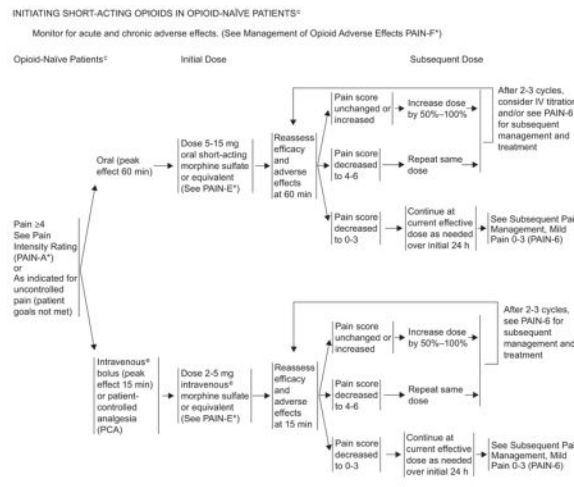 INITIATING SHORT-ACTING OPIOIDS IN OPIOID-NAÏVE PATIENTSᶜ
Monitor for acute and chronic adverse effects. (See Management of Opioid Adverse Effects PAIN-F*)
Opioid-Naïve Patientsᶜ
Initial Dose
Subsequent Dose
Pain ≥4
See Pain
Intensity Rating
(PAIN-A*)
or
As indicated for
uncontrolled
pain (patient
goals not met)
Oral (peak
effect 60 min)
Dose 5-15 mg
oral short-acting
morphine sulfate
or equivalent
(See PAIN-E*)
Reassess
efficacy
and
adverse
effects
at 60 min
Pain score
unchanged or
increased
Increase dose
by 50%–100%
Pain score
decreased
to 4-6
Repeat same
dose
After 2-3 cycles,
consider IV titration
and/or see PAIN-6
for subsequent
management and
treatment
Pain score
decreased
to 0-3
Continue at
current effective
dose as needed
over initial 24 h
See Subsequent Pai
Management, Mild
Pain 0-3 (PAIN-6)
Intravenousᵉ
bolus (peak
effect 15 min)
or patient-
controlled
analgesia
(PCA)
Dose 2-5 mg
intravenousᵉ
morphine sulfate
or equivalent
(See PAIN-E*)
Reassess
efficacy
and
adverse
effects
at 15 min
Pain score
unchanged or
increased
Increase dose
by 50%–100%
Pain score
decreased
to 4-6
Repeat same
dose
After 2-3 cycles,
see PAIN-6 for
subsequent
management and
treatment
Pain score
decreased
to 0-3
Continue at
current effective
dose as needed
over initial 24 h
See Subsequent Pai
Management, Mild
Pain 0-3 (PAIN-6)